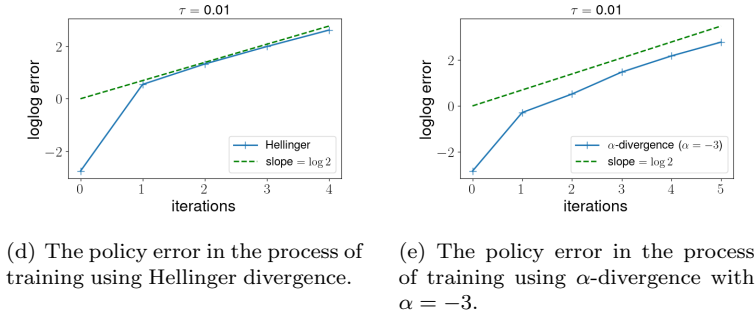 τ = 0.01
loglog error
2
0
−2
Hellinger
slope = log 2
0 1 2 3 4
iterations
(d) The policy error in the process of
training using Hellinger divergence.
τ = 0.01
loglog error
2
0
−2
α-divergence (α = −3)
slope = log 2
0 1 2 3 4 5
iterations
(e) The policy error in the process
of training using α-divergence with
α = −3.